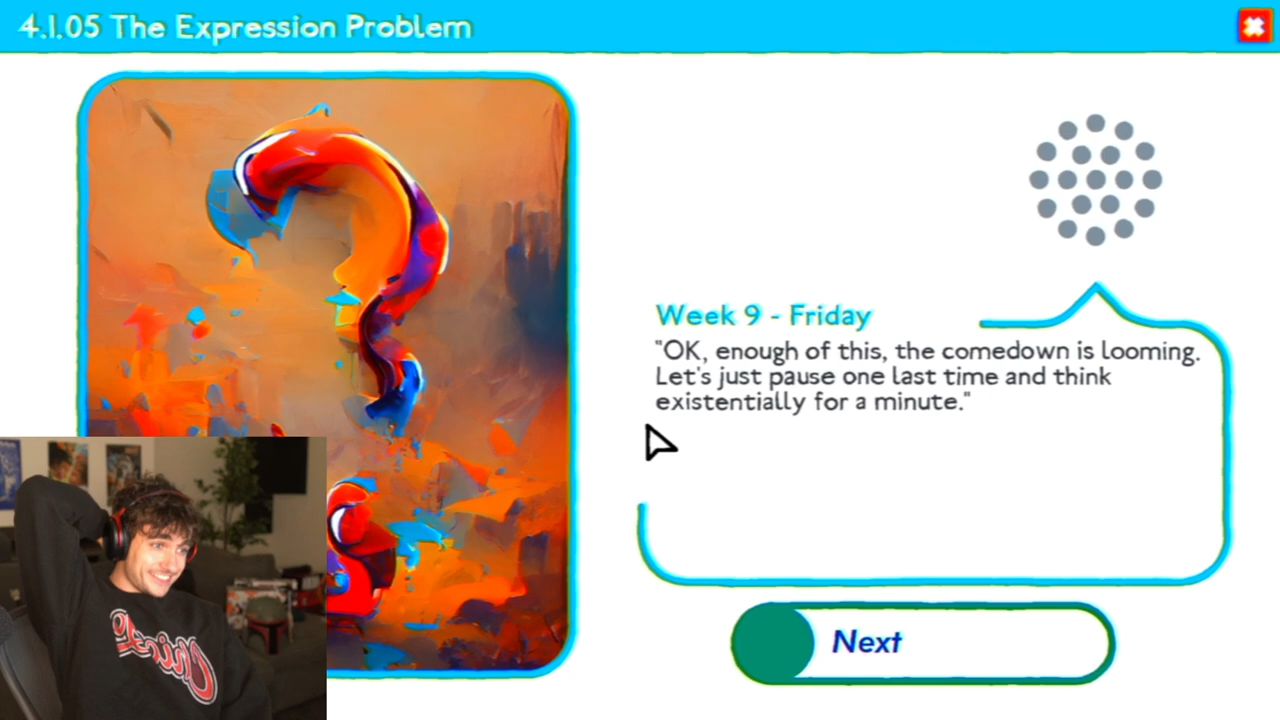 4.1.05 The Expression Problem
Week 9 - Friday
"OK, enough of this, the comedown is looming.
Let's just pause one last time and think
existentially for a minute."
Next